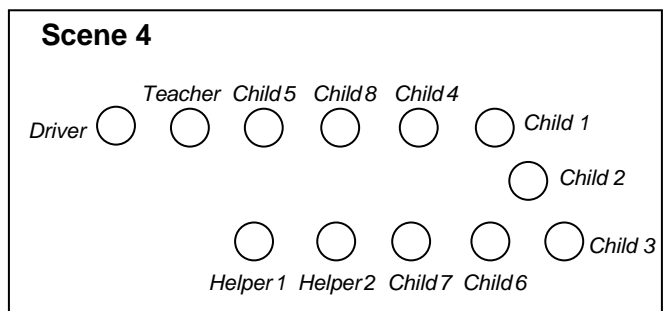 Scene 4
Teacher Child 5 Child 8 Child 4
Driver Child 1
Child 2
Child 3
Helper 1 Helper 2 Child 7 Child 6